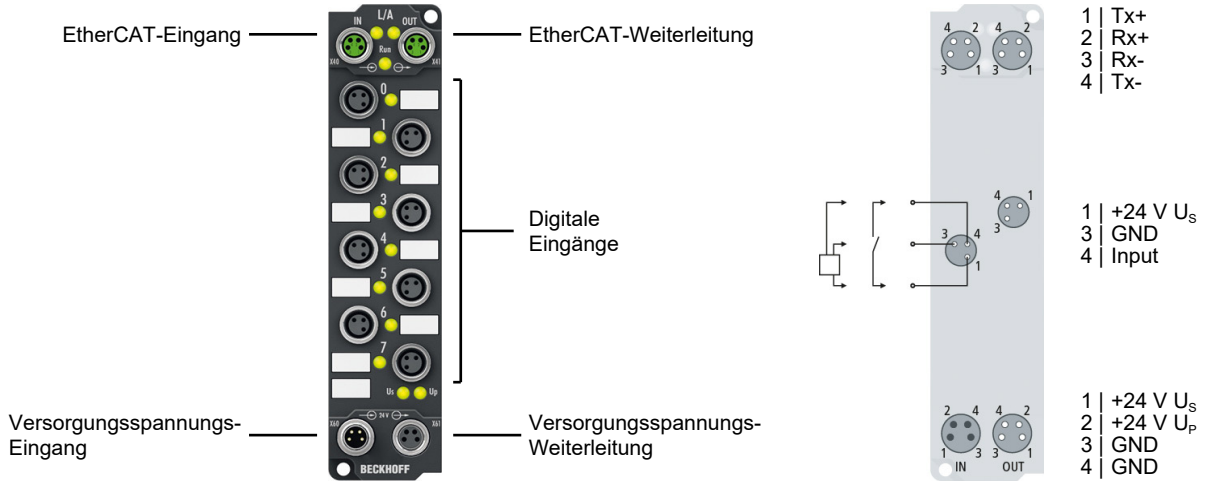 EtherCAT-Eingang
L/A
IN OUT
Run
X40 X41
EtherCAT-Weiterleitung
0
1
2
3
4
5
6
7
Digitale
Eingänge
Us Up
Versorgungsspannungs-
Eingang
24 V
X60 X61
BECKHOFF
Versorgungsspannungs-
Weiterleitung
4 2 4 2
3 1 3 1
1 | Tx+
2 | Rx+
3 | Rx-
4 | Tx-
4 1
3
3 4
1
1 | +24 V US
3 | GND
4 | Input
2 4 4 2
1 3 3 1
IN OUT
1 | +24 V US
2 | +24 V UP
3 | GND
4 | GND